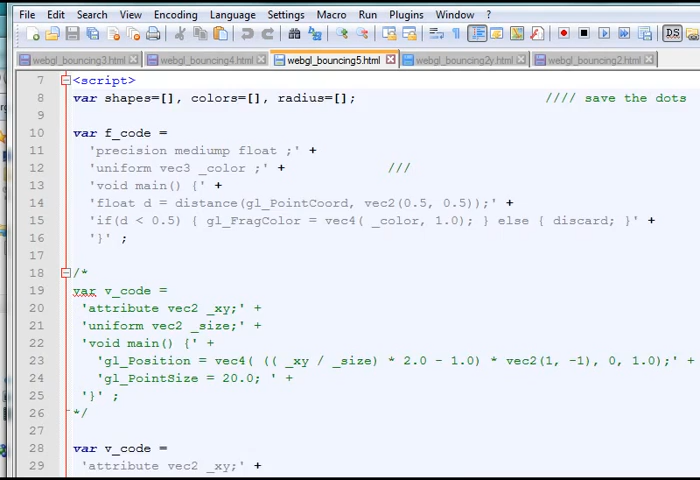 File Edit Search View Encoding Language Settings Macro Run Plugins Window ?
webgl_bouncing3.html webgl_bouncing4.html webgl_bouncing5.html webgl_bouncing2y.html webgl_bouncing2.html
7 <script>
8 var shapes=[], colors=[], radius=[]; //// save the dots
9
10 var f_code =
11 'precision mediump float ;' +
12 'uniform vec3 _color ;' + ///
13 'void main() {' +
14 'float d = distance(gl_PointCoord, vec2(0.5, 0.5));' +
15 'if(d < 0.5) { gl_FragColor = vec4( _color, 1.0); } else { discard; }' +
16 '}' ;
17
18 /*
19 var v_code =
20 'attribute vec2 _xy;' +
21 'uniform vec2 _size;' +
22 'void main() {' +
23 'gl_Position = vec4( (( _xy / _size) * 2.0 - 1.0) * vec2(1, -1), 0, 1.0);' +
24 'gl_PointSize = 20.0; ' +
25 '}' ;
26 */
27
28 var v_code =
29 'attribute vec2 _xy;' +